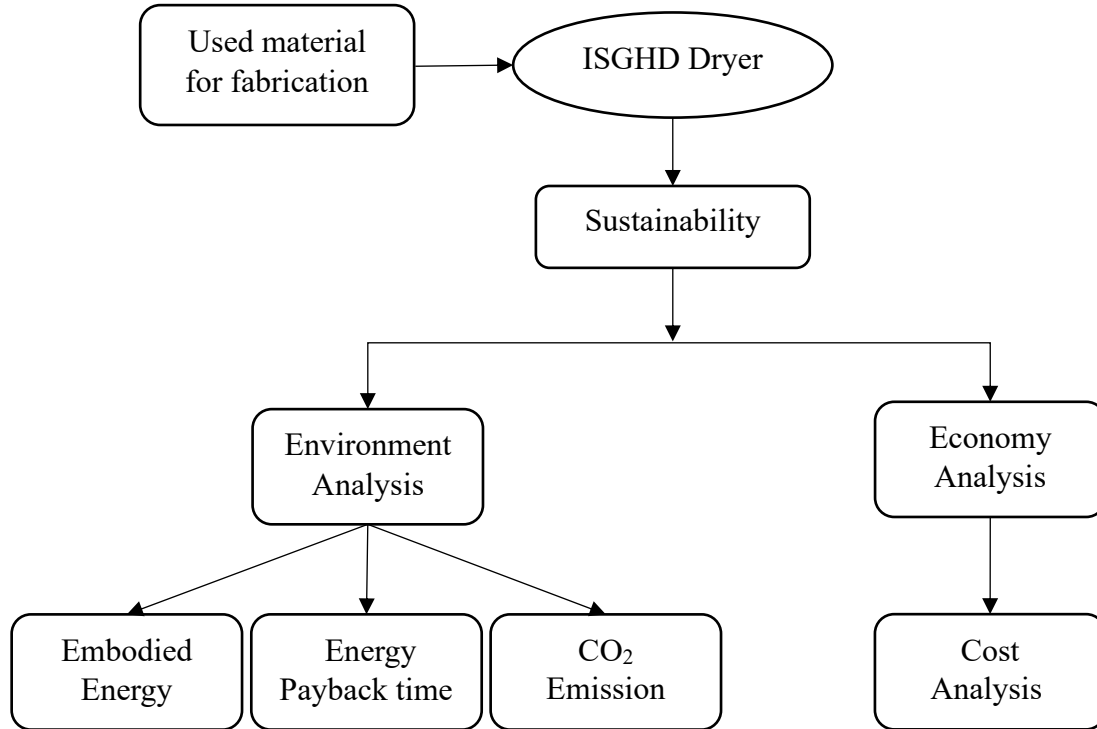 Used material
for fabrication
ISGHD Dryer
Sustainability
Environment
Analysis
Economy
Analysis
Embodied
Energy
Energy
Payback time
CO₂
Emission
Cost
Analysis